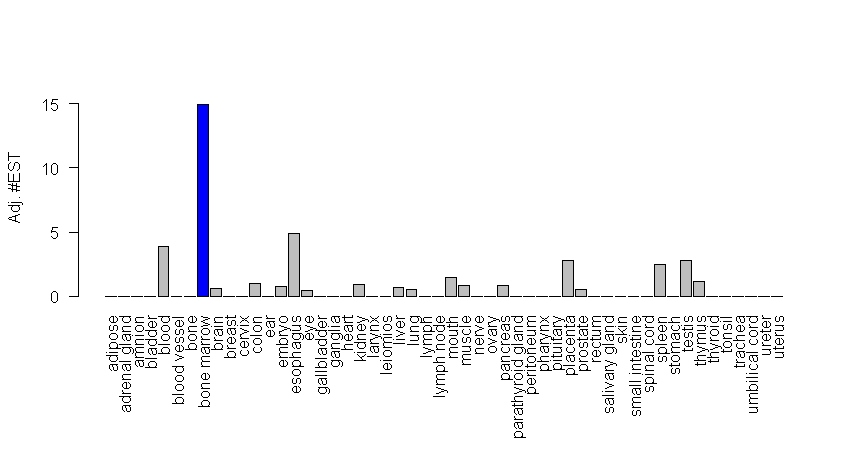 Adj. #EST
15
10
5
0
adipose
adrenal gland
amnion
bladder
blood
blood vessel
bone
bone marrow
brain
breast
cervix
colon
ear
embryo
esophagus
eye
gallbladder
ganglia
heart
kidney
larynx
leiomios
liver
lung
lymph
lymph node
mouth
muscle
nerve
ovary
pancreas
parathyroid gland
peritoneum
pharynx
pituitary
placenta
prostate
rectum
salivary gland
skin
small intestine
spinal cord
spleen
stomach
testis
thymus
thyroid
tonsil
trachea
umbilical cord
ureter
uterus